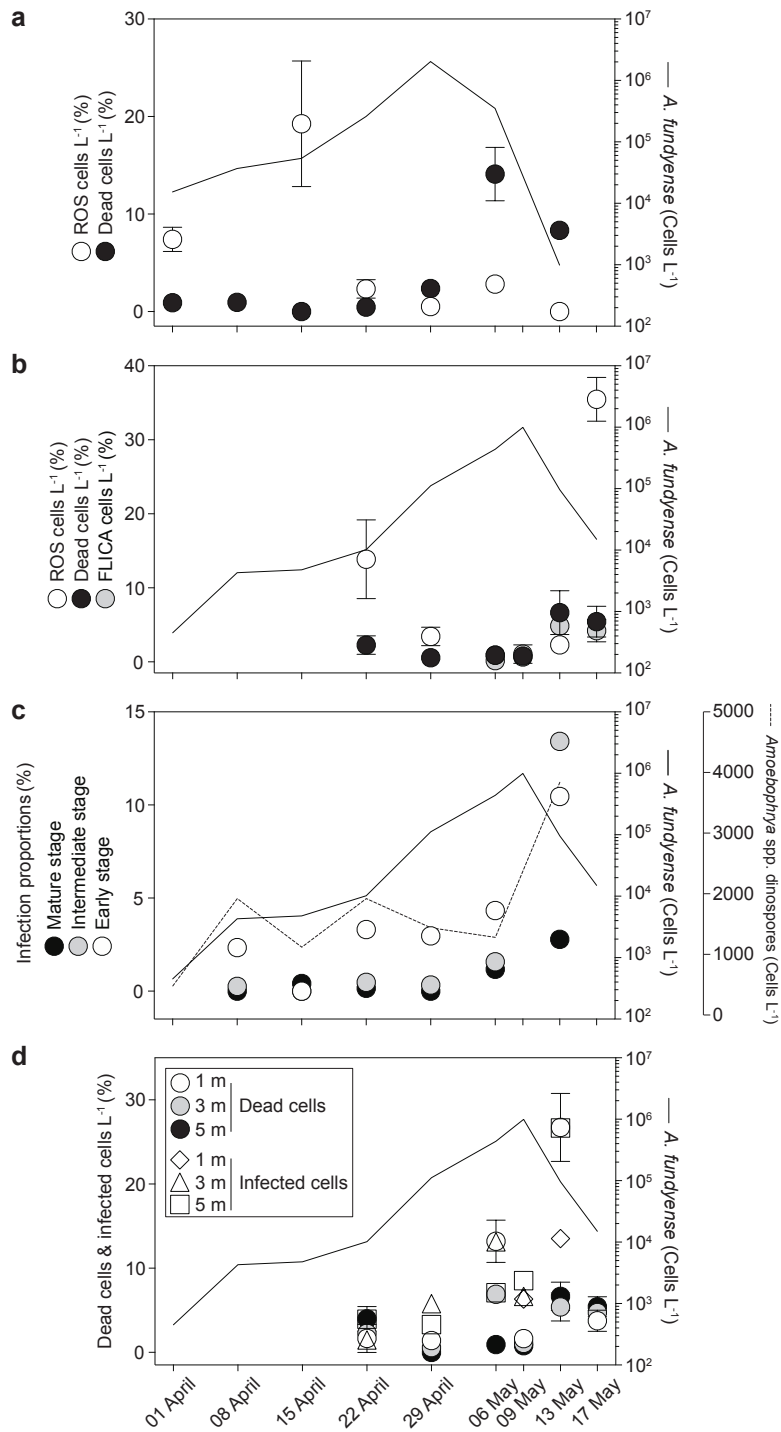 a
ROS cells L⁻¹ (%)
Dead cells L⁻¹ (%)
30
20
10
0
10⁷
10⁶
10⁵
10⁴
10³
10²
A. fundyense (Cells L⁻¹)
b
ROS cells L⁻¹ (%)
Dead cells L⁻¹ (%)
FLICA cells L⁻¹ (%)
40
30
20
10
0
10⁷
10⁶
10⁵
10⁴
10³
10²
A. fundyense (Cells L⁻¹)
c
Infection proportions (%)
Mature stage
Intermediate stage
Early stage
15
10
5
0
10⁷
10⁶
10⁵
10⁴
10³
10²
A. fundyense (Cells L⁻¹)
5000
4000
3000
2000
1000
0
Amoebophrya spp. dinospores (Cells L⁻¹)
d
Dead cells & infected cells L⁻¹ (%)
30
20
10
0
1 m
3 m
5 m
Dead cells
1 m
3 m
5 m
Infected cells
10⁷
10⁶
10⁵
10⁴
10³
10²
A. fundyense (Cells L⁻¹)
01 April
08 April
15 April
22 April
29 April
06 May
09 May
13 May
17 May